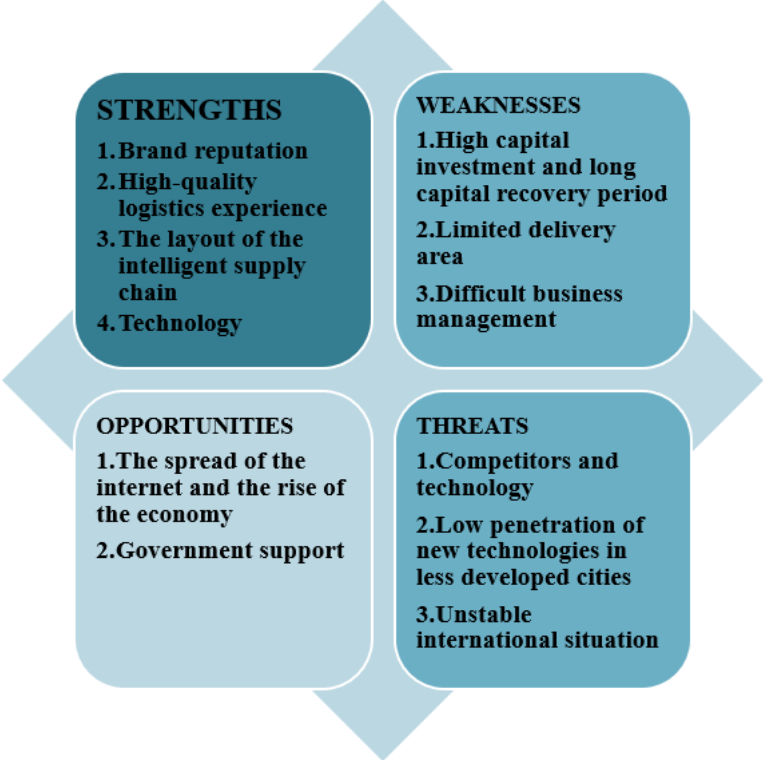 STRENGTHS
1. Brand reputation
2. High-quality
logistics experience
3. The layout of the
intelligent supply
chain
4. Technology
WEAKNESSES
1.High capital
investment and long
capital recovery period
2.Limited delivery
area
3.Difficult business
management
OPPORTUNITIES
1.The spread of the
internet and the rise of
the economy
2.Government support
THREATS
1.Competitors and
technology
2.Low penetration of
new technologies in
less developed cities
3.Unstable
international situation